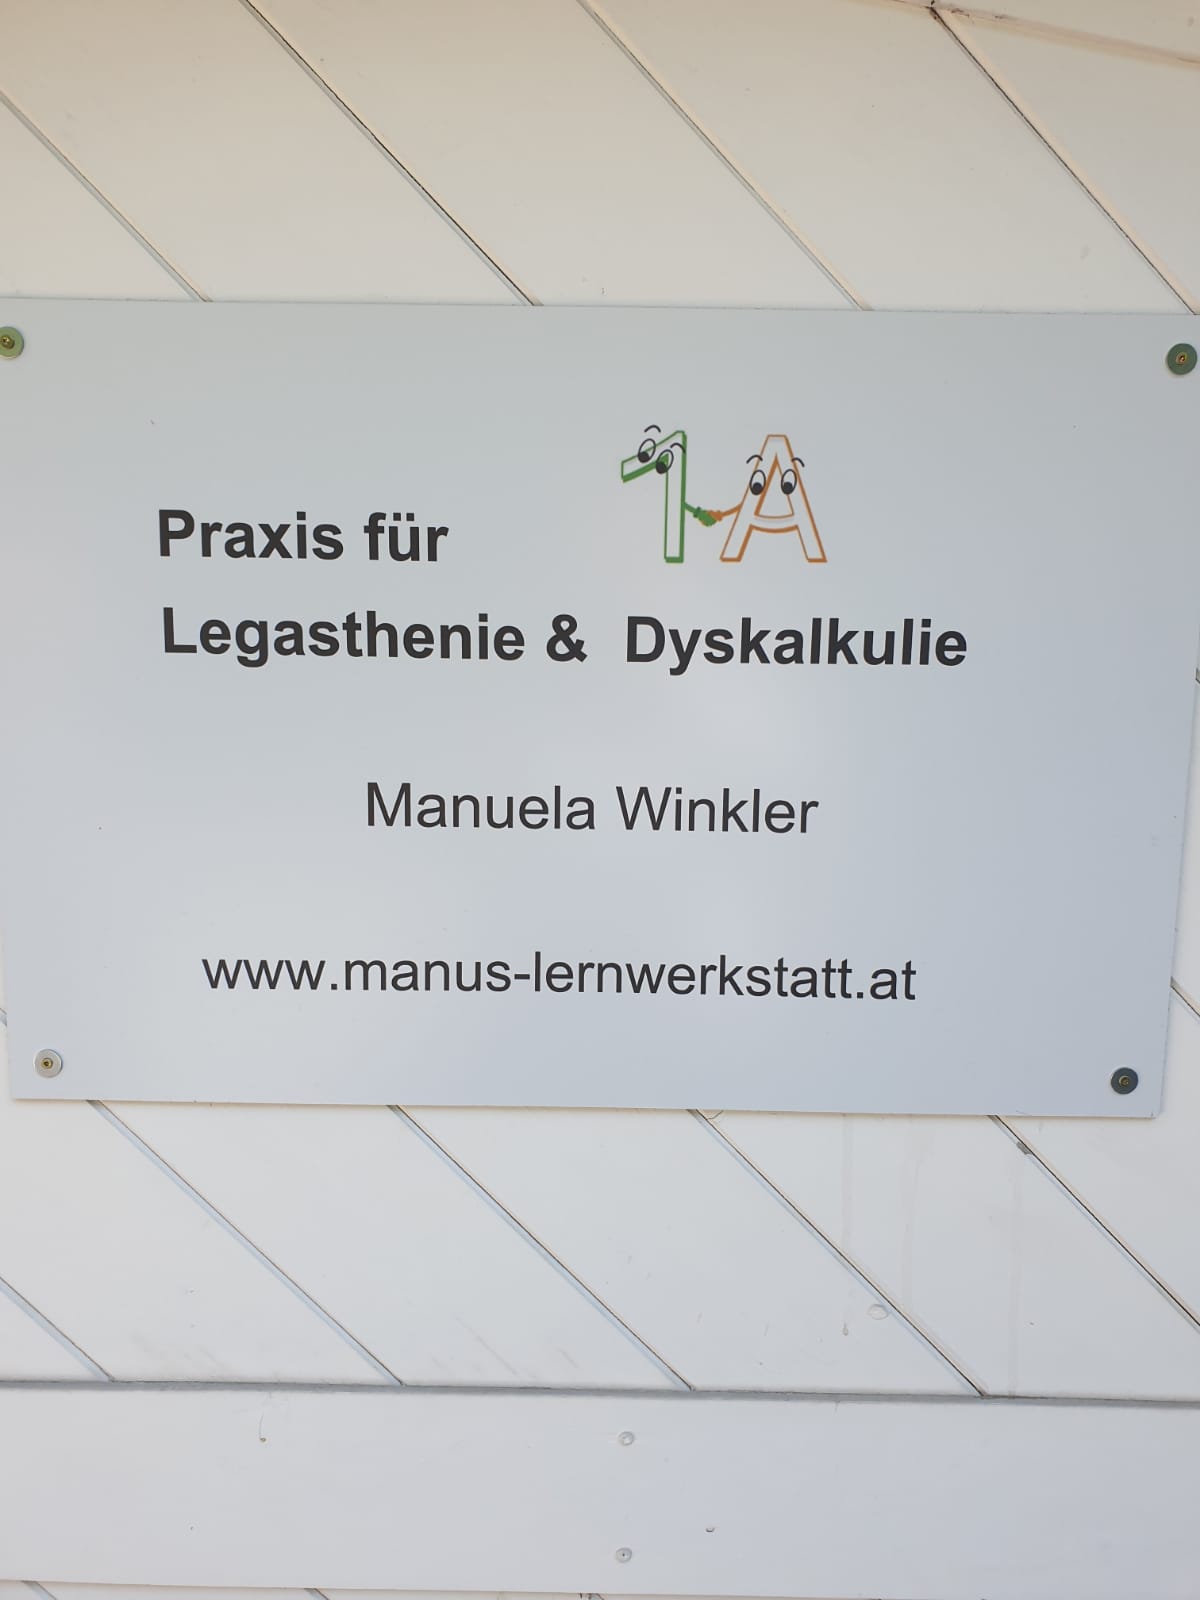 1A
Praxis für
Legasthenie & Dyskalkulie
Manuela Winkler
www.manus-lernwerkstatt.at